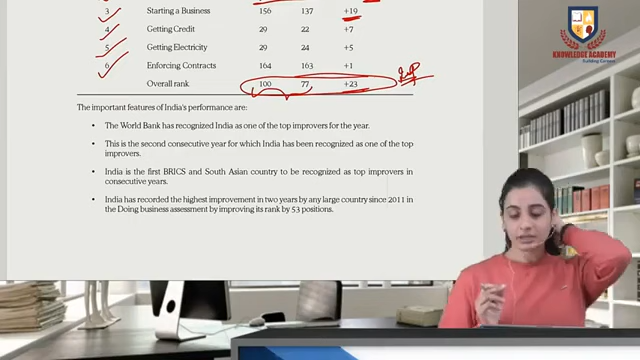 3 Starting a Business 156 137 +19
4 Getting Credit 29 22 +7
5 Getting Electricity 29 24 +5
6 Enforcing Contracts 164 163 +1
Overall rank 100 77 +23
Imp
The important features of India's performance are:
• The World Bank has recognized India as one of the top improvers for the year.
• This is the second consecutive year for which India has been recognized as one of the top
improvers.
• India is the first BRICS and South Asian country to be recognized as top improvers in
consecutive years.
• India has recorded the highest improvement in two years by any large country since 2011 in
the Doing business assessment by improving its rank by 53 positions.
KNOWLEDGE ACADEMY
Building Careers